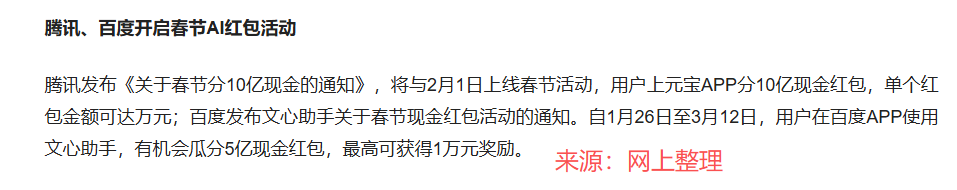 腾讯、百度开启春节AI红包活动
腾讯发布《关于春节分10亿现金的通知》，将与2月1日上线春节活动，用户上元宝APP分10亿现金红包，单个红
包金额可达万元；百度发布文心助手关于春节现金红包活动的通知。自1月26日至3月12日，用户在百度APP使用
文心助手，有机会瓜分5亿现金红包，最高可获得1万元奖励。
来源：网上整理